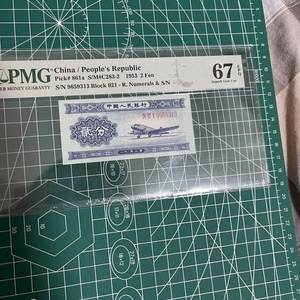 PMG
PAPER MONEY GUARANTY
China / People's Republic
Pick# 861a S/M#C283-2 1953 2 Fen
S/N 9659313 Block 921 - R. Numerals & S/N
67 EPQ
Superb Gem Unc
中国人民银行
9659313
贰分